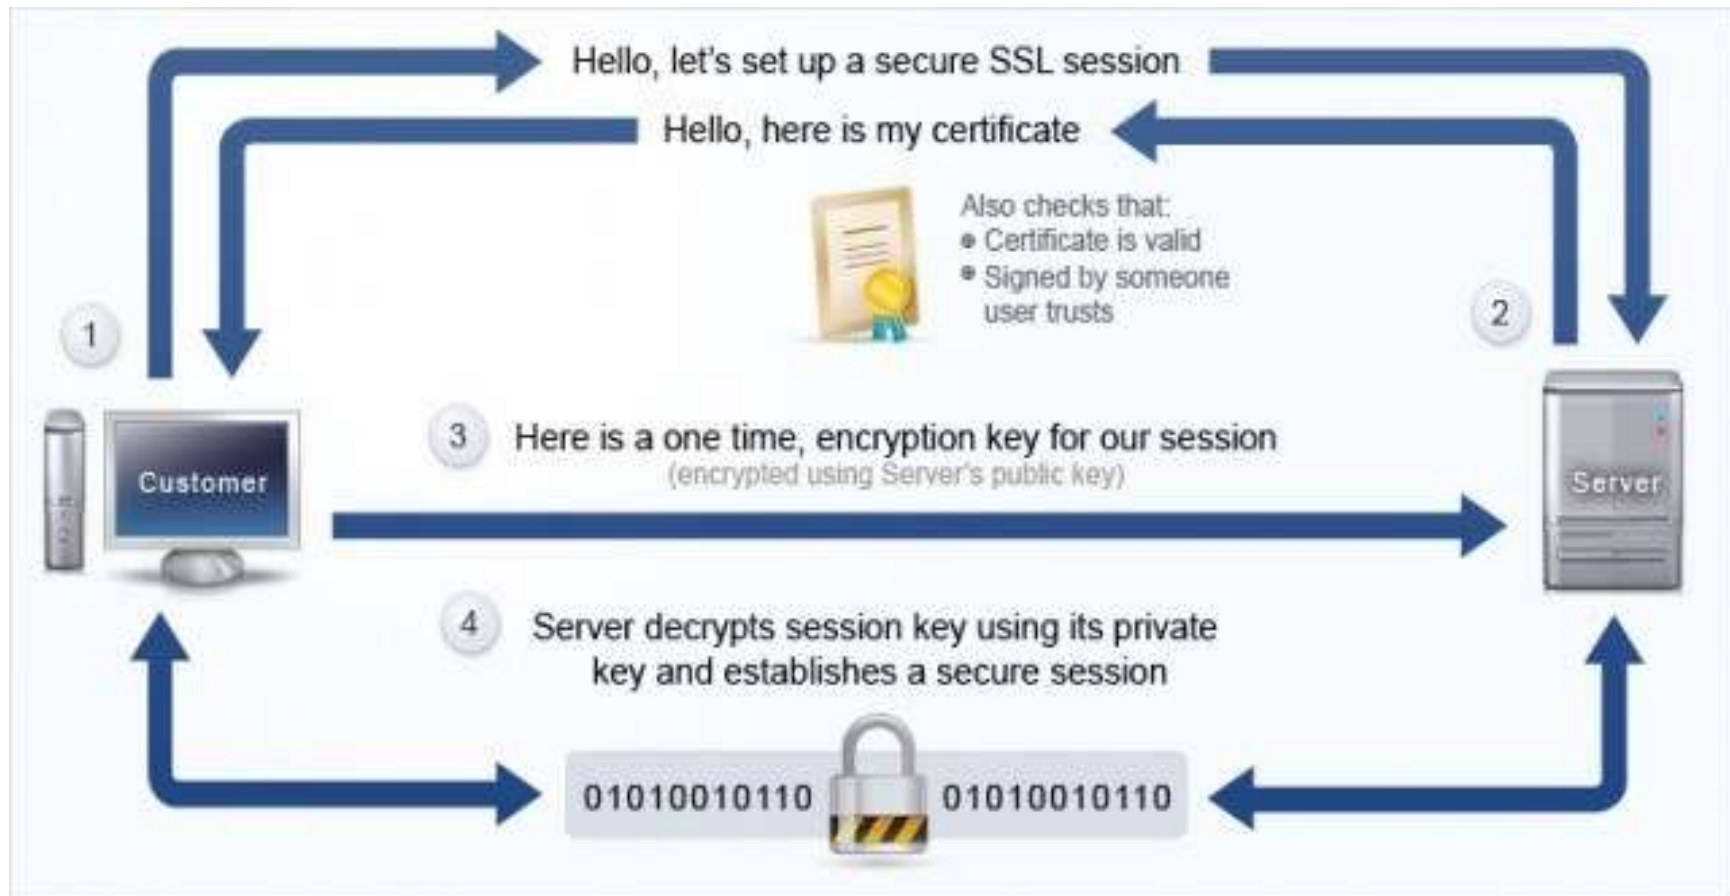 Hello, let's set up a secure SSL session
Hello, here is my certificate
Also checks that:
Certificate is valid
Signed by someone
user trusts
1
2
3
Here is a one time, encryption key for our session
(encrypted using Server's public key)
Customer
Server
4
Server decrypts session key using its private
key and establishes a secure session
01010010110
01010010110